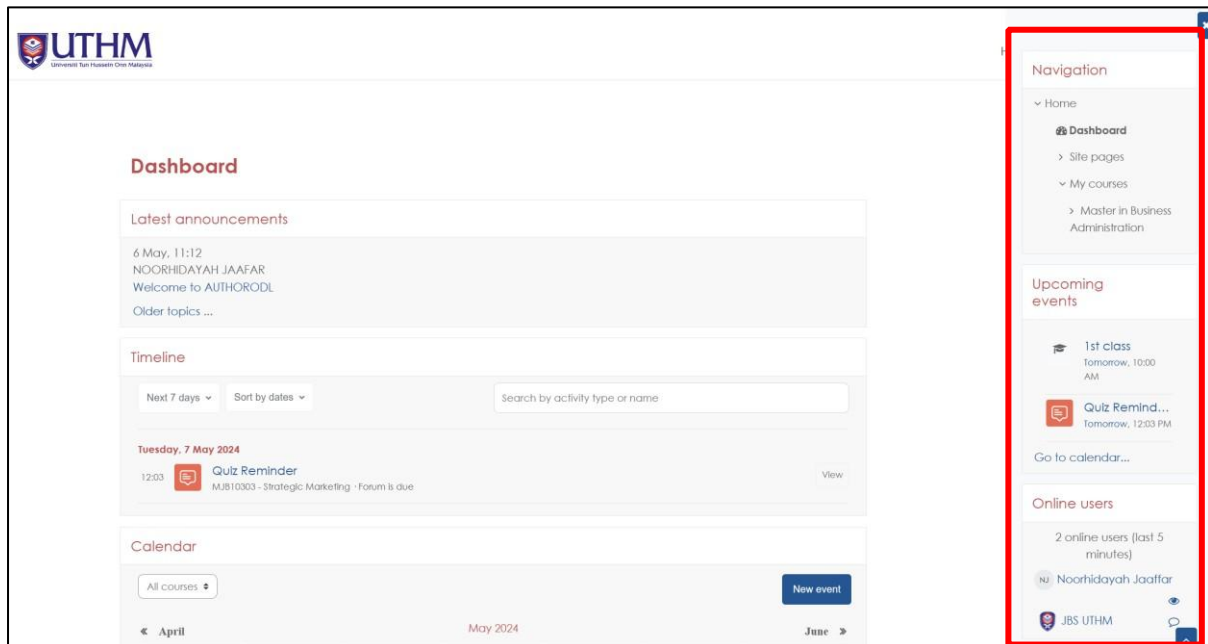 UTHM
Universiti Tun Hussein Onn Malaysia
H
Dashboard
Latest announcements
6 May, 11:12
NOORHIDAYAH JAAFAR
Welcome to AUTHORODL
Older topics ...
Timeline
Next 7 days
Sort by dates
Search by activity type or name
Tuesday, 7 May 2024
12:03
Quiz Reminder
MJB10303 - Strategic Marketing · Forum is due
View
Calendar
All courses
New event
« April
May 2024
June »
Navigation
Home
Dashboard
Site pages
My courses
Master in Business
Administration
Upcoming
events
1st class
Tomorrow, 10:00
AM
Quiz Remind...
Tomorrow, 12:03 PM
Go to calendar...
Online users
2 online users (last 5
minutes)
NJ Noorhidayah Jaaffar
JBS UTHM